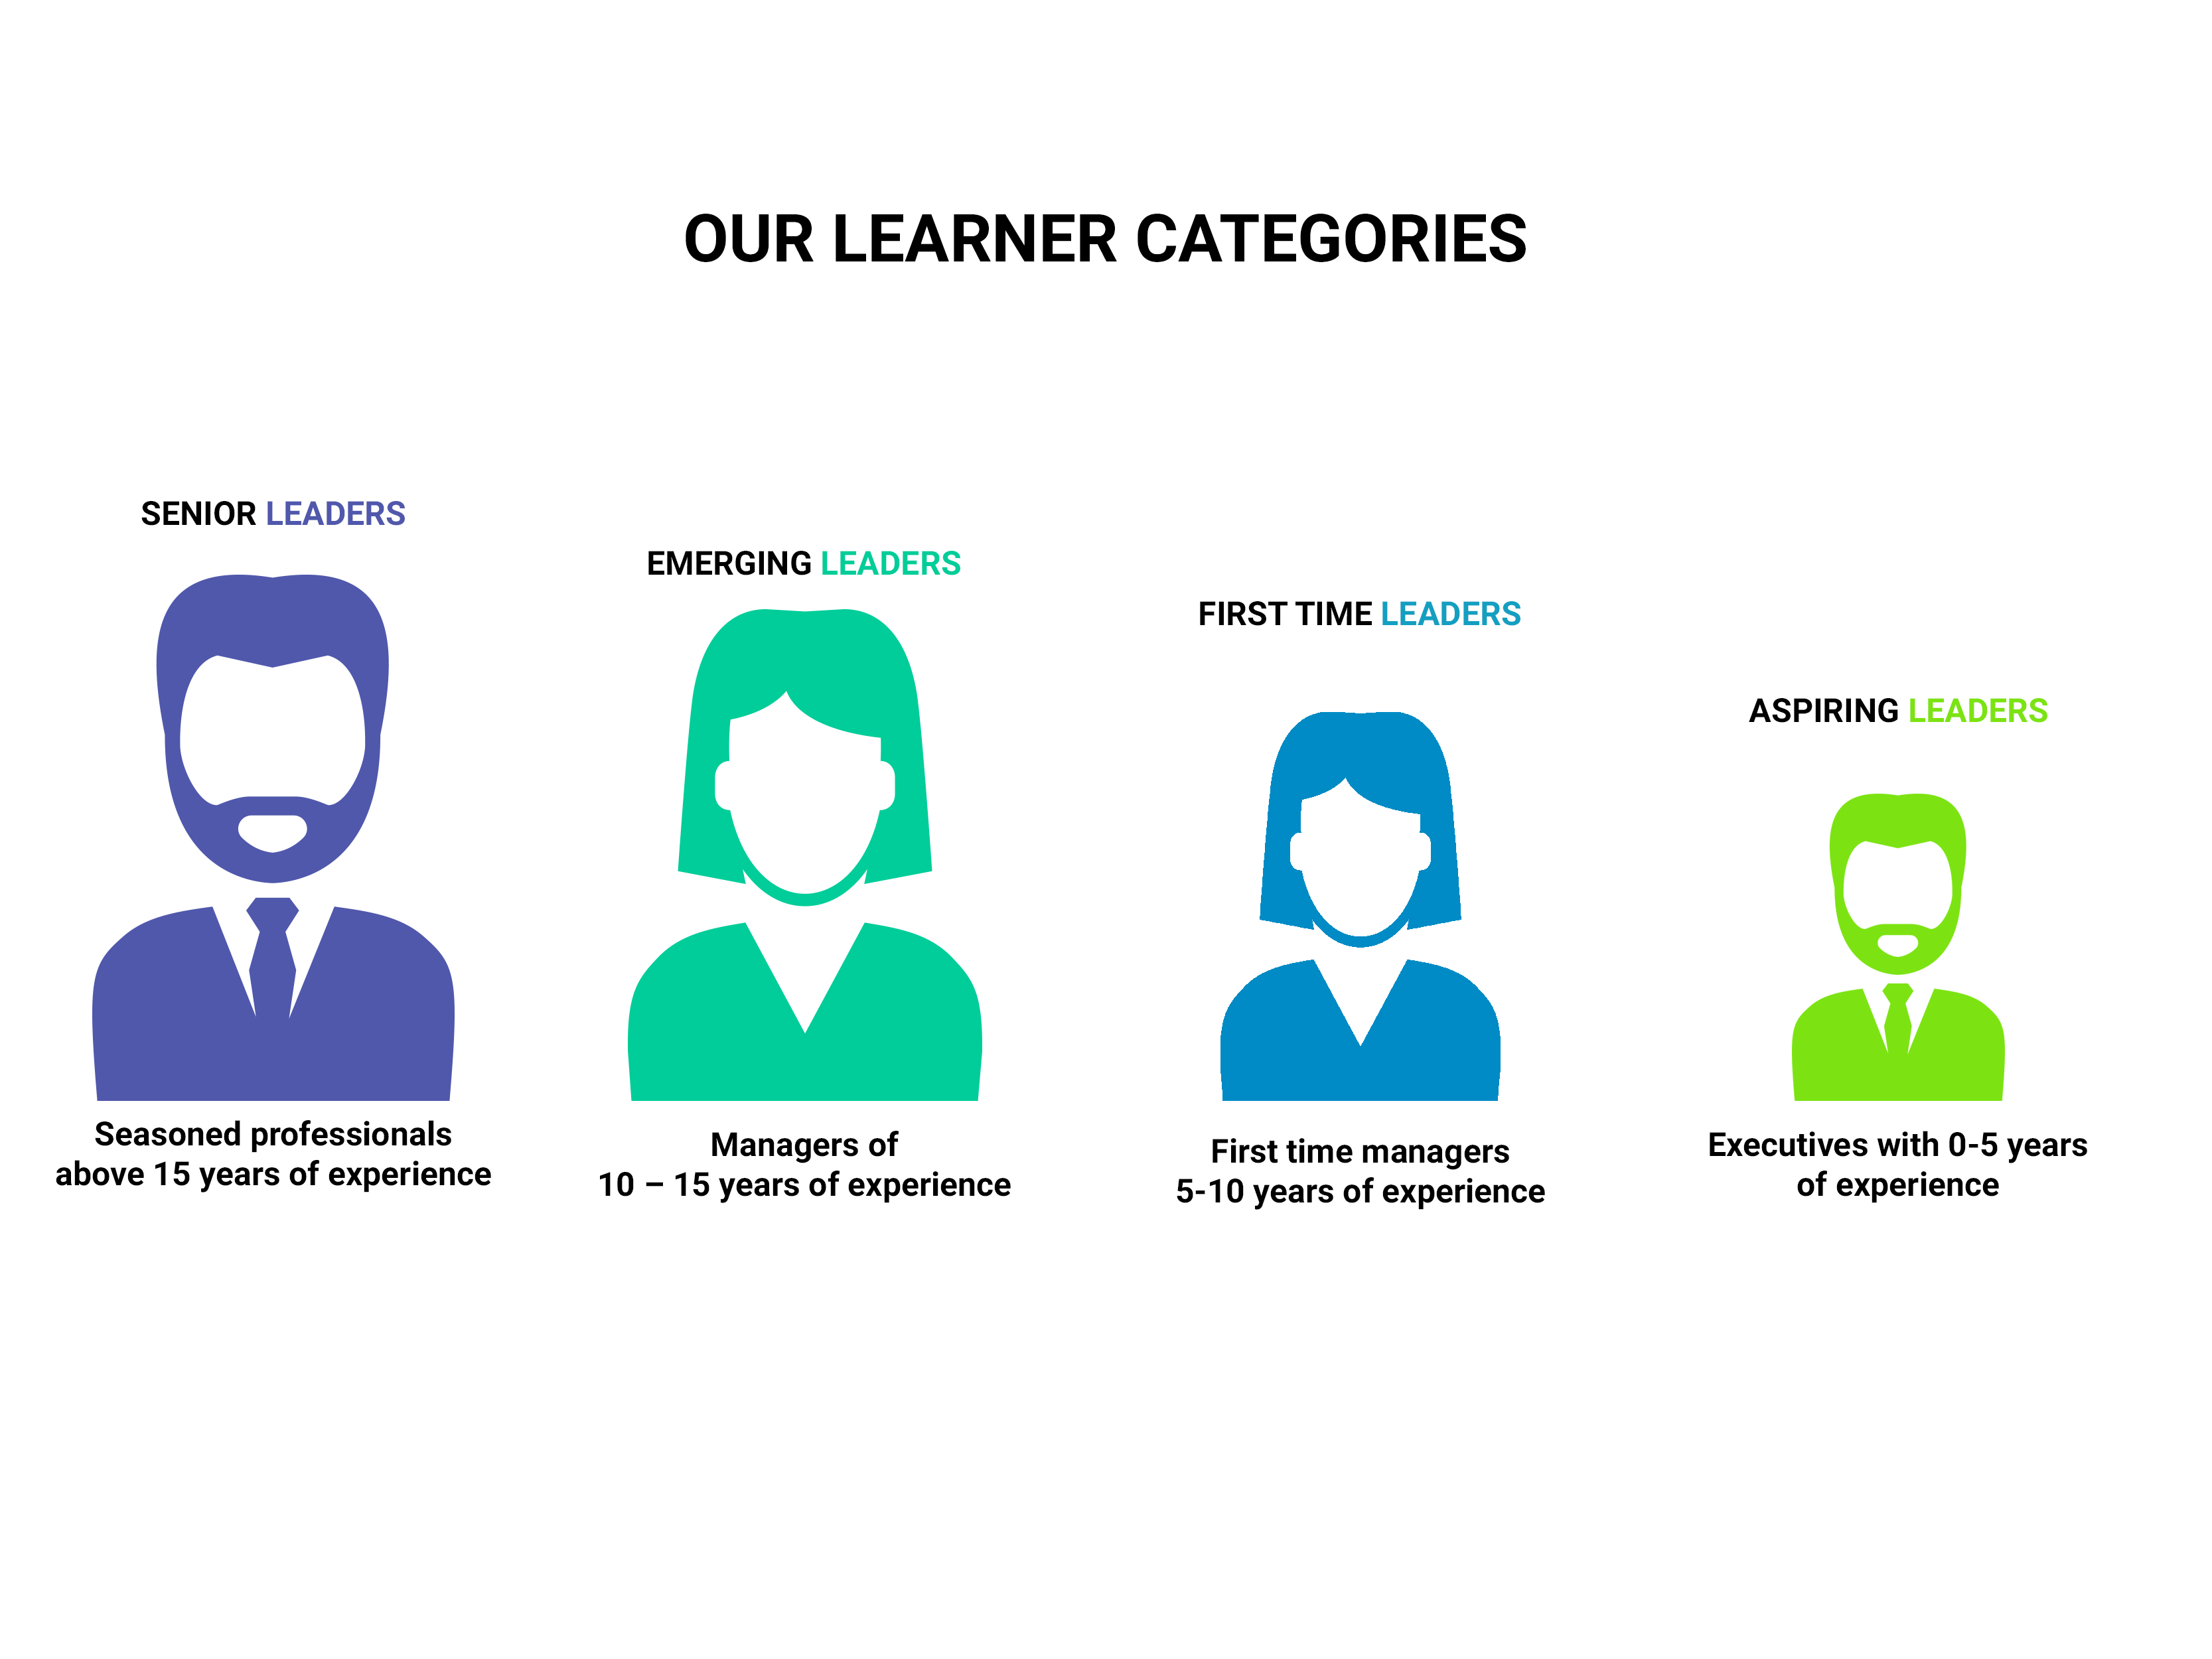 OUR LEARNER CATEGORIES
SENIOR LEADERS
Seasoned professionals
above 15 years of experience
EMERGING LEADERS
Managers of
10 – 15 years of experience
FIRST TIME LEADERS
First time managers
5-10 years of experience
ASPIRING LEADERS
Executives with 0-5 years
of experience